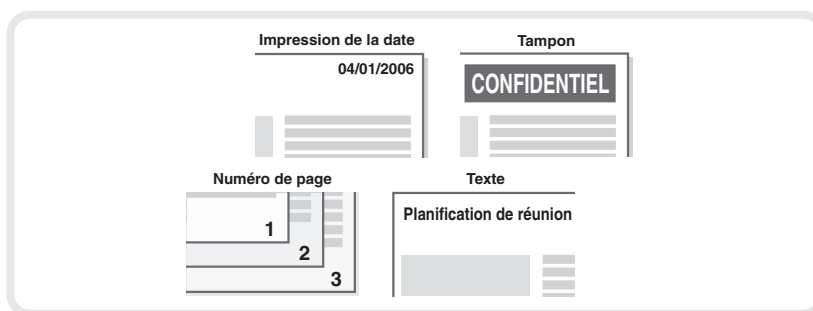 Impression de la date
04/01/2006
Tampon
CONFIDENTIEL
Numéro de page
1
2
3
Texte
Planification de réunion